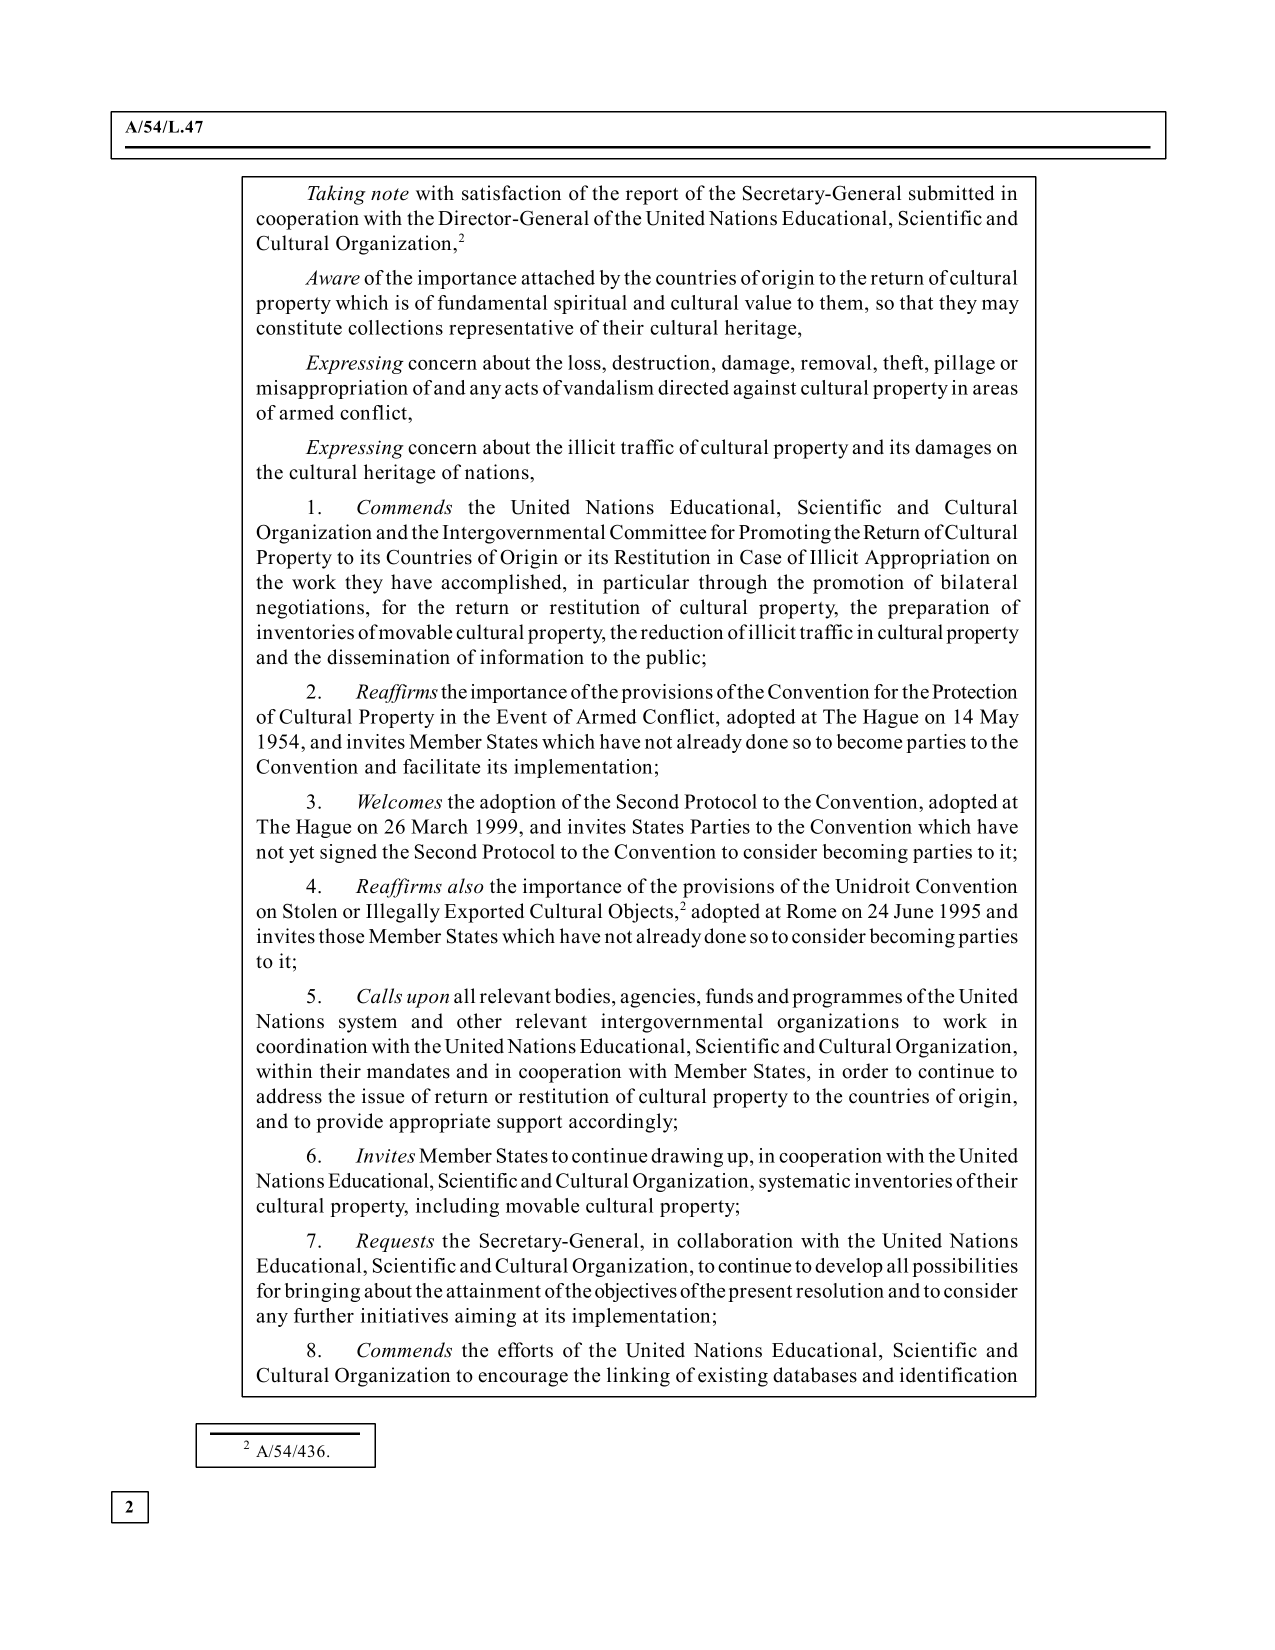 A/54/L.47
Taking note with satisfaction of the report of the Secretary-General submitted in
cooperation with the Director-General of the United Nations Educational, Scientific and
Cultural Organization,2
Aware of the importance attached by the countries of origin to the return of cultural
property which is of fundamental spiritual and cultural value to them, so that they may
constitute collections representative of their cultural heritage,
Expressing concern about the loss, destruction, damage, removal, theft, pillage or
misappropriation of and any acts of vandalism directed against cultural property in areas
of armed conflict,
Expressing concern about the illicit traffic of cultural property and its damages on
the cultural heritage of nations,
1. Commends the United Nations Educational, Scientific and Cultural
Organization and the Intergovernmental Committee for Promoting the Return of Cultural
Property to its Countries of Origin or its Restitution in Case of Illicit Appropriation on
the work they have accomplished, in particular through the promotion of bilateral
negotiations, for the return or restitution of cultural property, the preparation of
inventories of movable cultural property, the reduction of illicit traffic in cultural property
and the dissemination of information to the public;
2. Reaffirms the importance of the provisions of the Convention for the Protection
of Cultural Property in the Event of Armed Conflict, adopted at The Hague on 14 May
1954, and invites Member States which have not already done so to become parties to the
Convention and facilitate its implementation;
3. Welcomes the adoption of the Second Protocol to the Convention, adopted at
The Hague on 26 March 1999, and invites States Parties to the Convention which have
not yet signed the Second Protocol to the Convention to consider becoming parties to it;
4. Reaffirms also the importance of the provisions of the Unidroit Convention
on Stolen or Illegally Exported Cultural Objects,2 adopted at Rome on 24 June 1995 and
invites those Member States which have not already done so to consider becoming parties
to it;
5. Calls upon all relevant bodies, agencies, funds and programmes of the United
Nations system and other relevant intergovernmental organizations to work in
coordination with the United Nations Educational, Scientific and Cultural Organization,
within their mandates and in cooperation with Member States, in order to continue to
address the issue of return or restitution of cultural property to the countries of origin,
and to provide appropriate support accordingly;
6. Invites Member States to continue drawing up, in cooperation with the United
Nations Educational, Scientific and Cultural Organization, systematic inventories of their
cultural property, including movable cultural property;
7. Requests the Secretary-General, in collaboration with the United Nations
Educational, Scientific and Cultural Organization, to continue to develop all possibilities
for bringing about the attainment of the objectives of the present resolution and to consider
any further initiatives aiming at its implementation;
8. Commends the efforts of the United Nations Educational, Scientific and
Cultural Organization to encourage the linking of existing databases and identification
2 A/54/436.
2